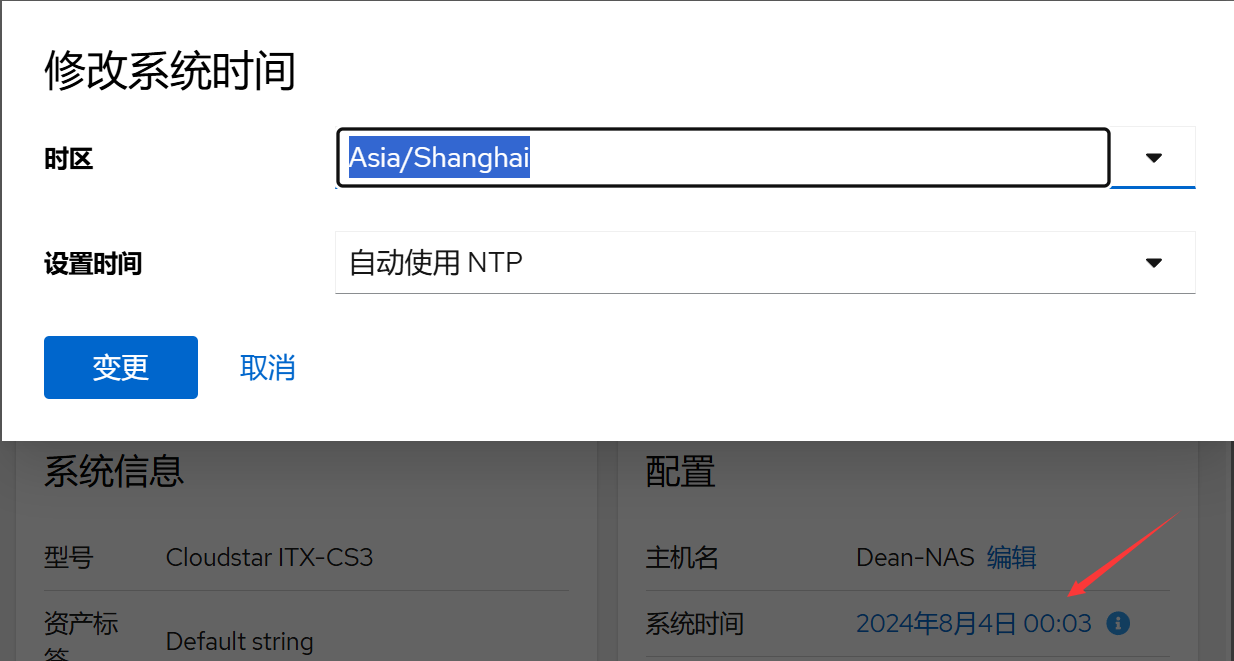 修改系统时间
时区 Asia/Shanghai
设置时间 自动使用 NTP
变更 取消
系统信息
型号 Cloudstar ITX-CS3
资产标签 Default string
配置
主机名 Dean-NAS 编辑
系统时间 2024年8月4日 00:03